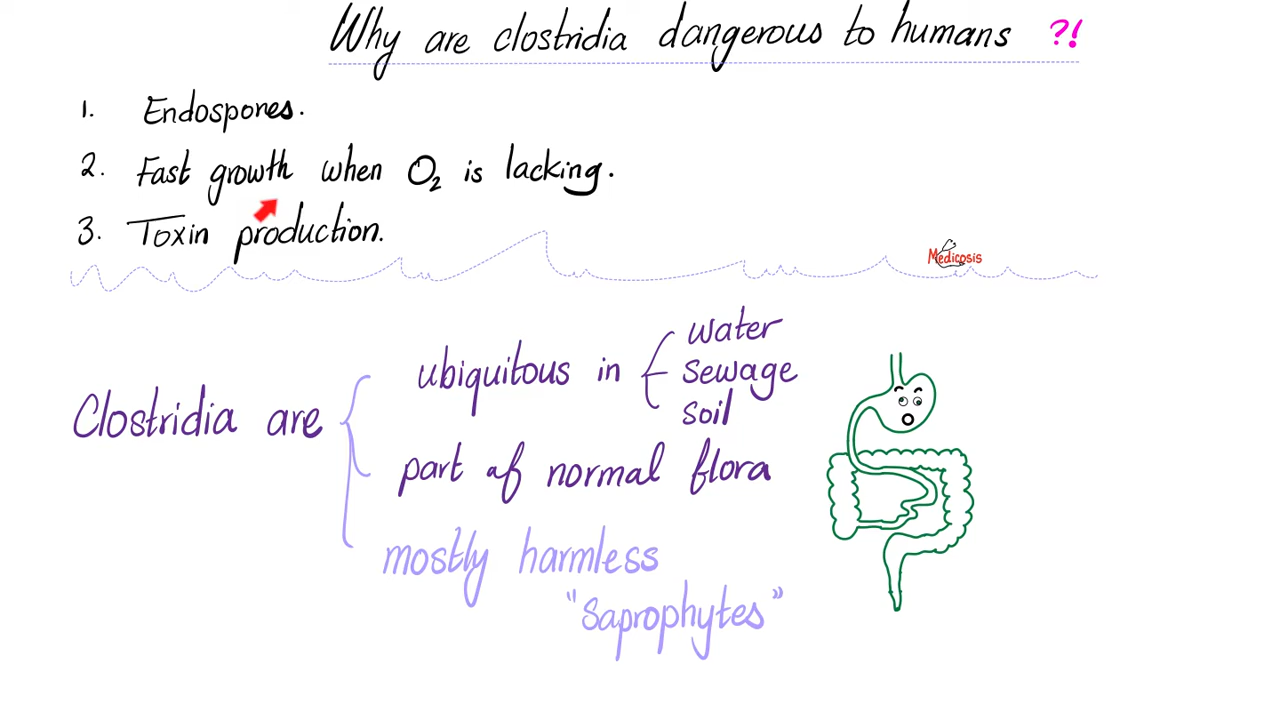 Why are clostridia dangerous to humans ?!
1. Endospores.
2. Fast growth when O₂ is lacking.
3. Toxin production.
Medicosis
Clostridia are
ubiquitous in
water
sewage
soil
part of normal flora
mostly harmless
"Saprophytes"